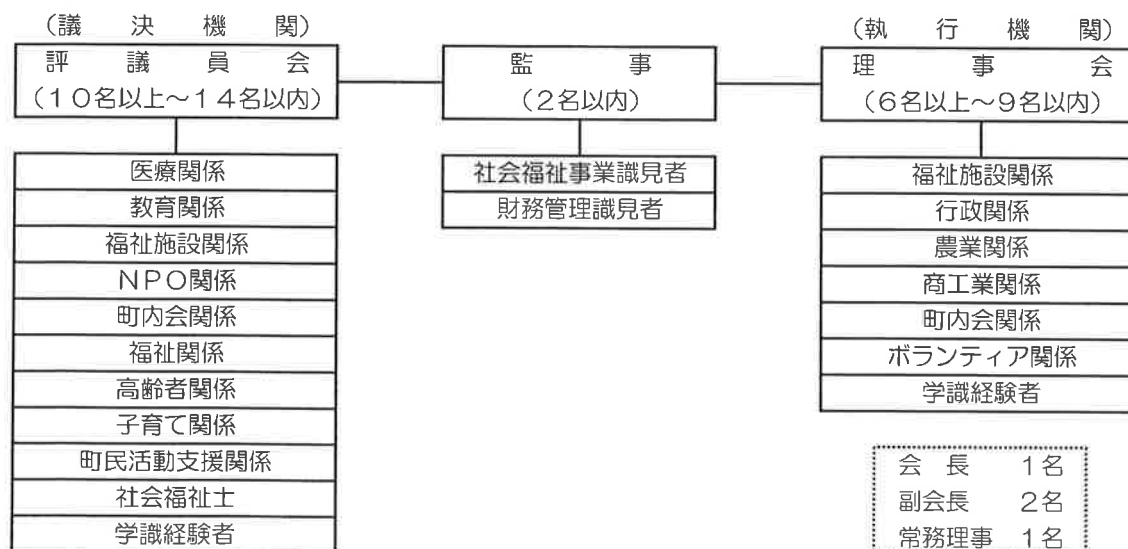 (議決機関)
評議員会
(10名以上~14名以内)
医療関係
教育関係
福祉施設関係
NPO関係
町内会関係
福祉関係
高齢者関係
子育て関係
町民活動支援関係
社会福祉士
学識経験者
監事
(2名以内)
社会福祉事業識見者
財務管理識見者
(執行機関)
理事会
(6名以上~9名以内)
福祉施設関係
行政関係
農業関係
商工業関係
町内会関係
ボランティア関係
学識経験者
会長 1名
副会長 2名
常務理事 1名